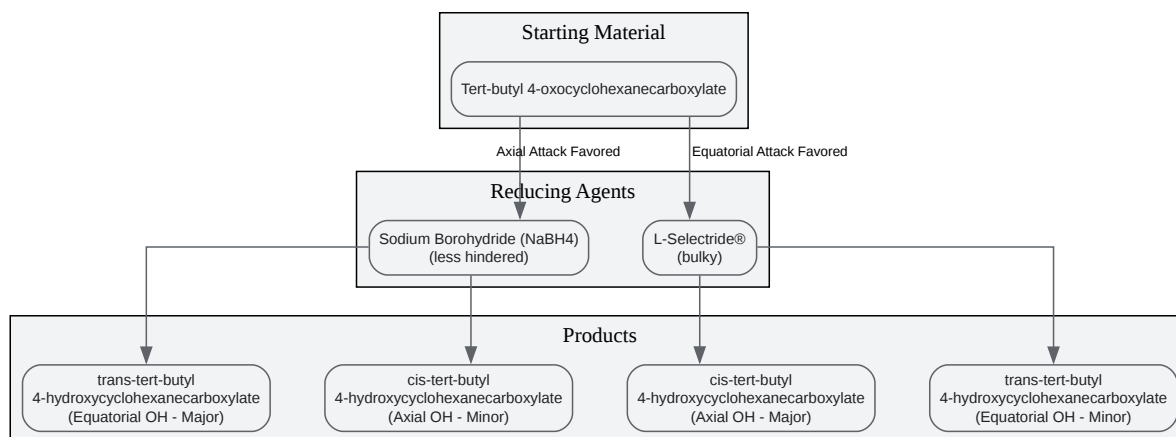 Starting Material
Tert-butyl 4-oxocyclohexanecarboxylate
Axial Attack Favored
Equatorial Attack Favored
Reducing Agents
Sodium Borohydride (NaBH4)
(less hindered)
L-Selectride®
(bulky)
Products
trans-tert-butyl
4-hydroxycyclohexanecarboxylate
(Equatorial OH - Major)
cis-tert-butyl
4-hydroxycyclohexanecarboxylate
(Axial OH - Minor)
cis-tert-butyl
4-hydroxycyclohexanecarboxylate
(Axial OH - Major)
trans-tert-butyl
4-hydroxycyclohexanecarboxylate
(Equatorial OH - Minor)